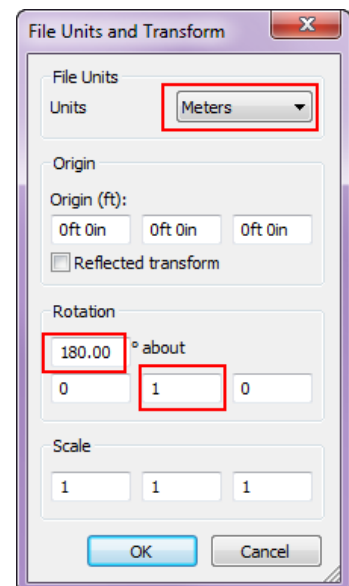 File Units and Transform
File Units
Units Meters
Origin
Origin (ft):
0ft 0in 0ft 0in 0ft 0in
Reflected transform
Rotation
180.00 ° about
0 1 0
Scale
1 1 1
OK Cancel